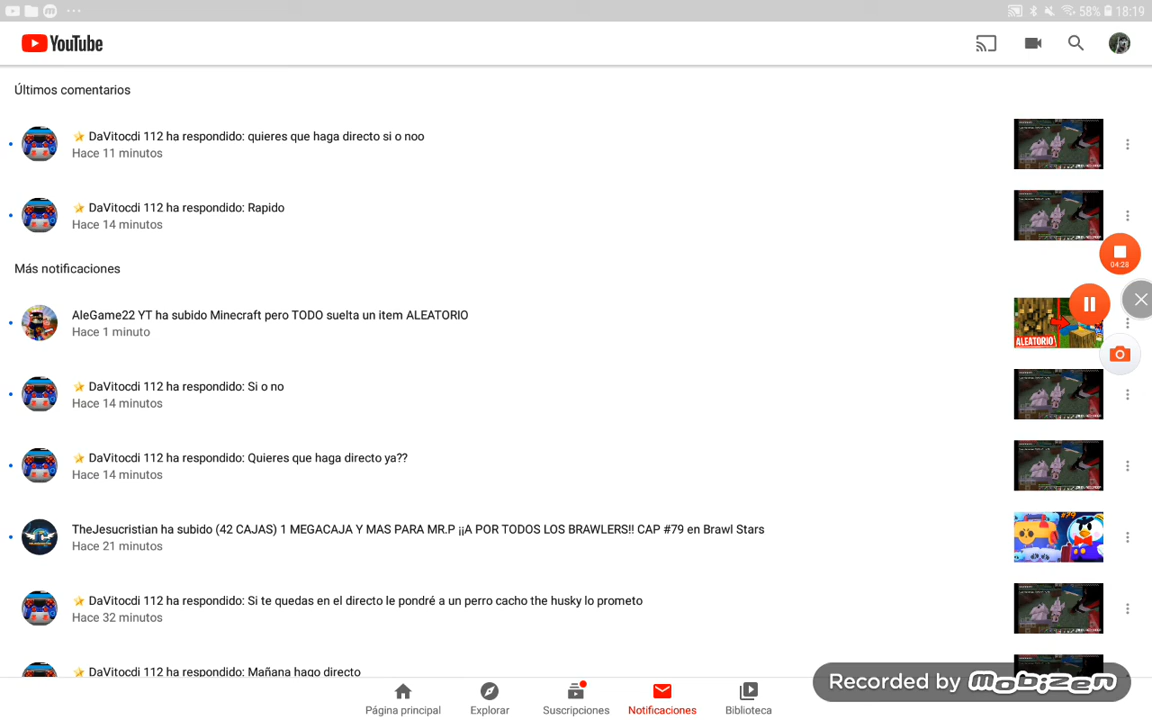 58% 18:19
YouTube
Últimos comentarios
DaVitocdi 112 ha respondido: quieres que haga directo si o noo
Hace 11 minutos
DaVitocdi 112 ha respondido: Rapido
Hace 14 minutos
04:28
Más notificaciones
AleGame22 YT ha subido Minecraft pero TODO suelta un item ALEATORIO
Hace 1 minuto
ALEATORIO
DaVitocdi 112 ha respondido: Si o no
Hace 14 minutos
DaVitocdi 112 ha respondido: Quieres que haga directo ya??
Hace 14 minutos
TheJesucristian ha subido (42 CAJAS) 1 MEGACAJA Y MAS PARA MR.P ¡¡A POR TODOS LOS BRAWLERS!! CAP #79 en Brawl Stars
Hace 21 minutos
#79
DaVitocdi 112 ha respondido: Si te quedas en el directo le pondré a un perro cacho the husky lo prometo
Hace 32 minutos
DaVitocdi 112 ha respondido: Mañana hago directo
Recorded by mobizen
Página principal
Explorar
Suscripciones
Notificaciones
Biblioteca